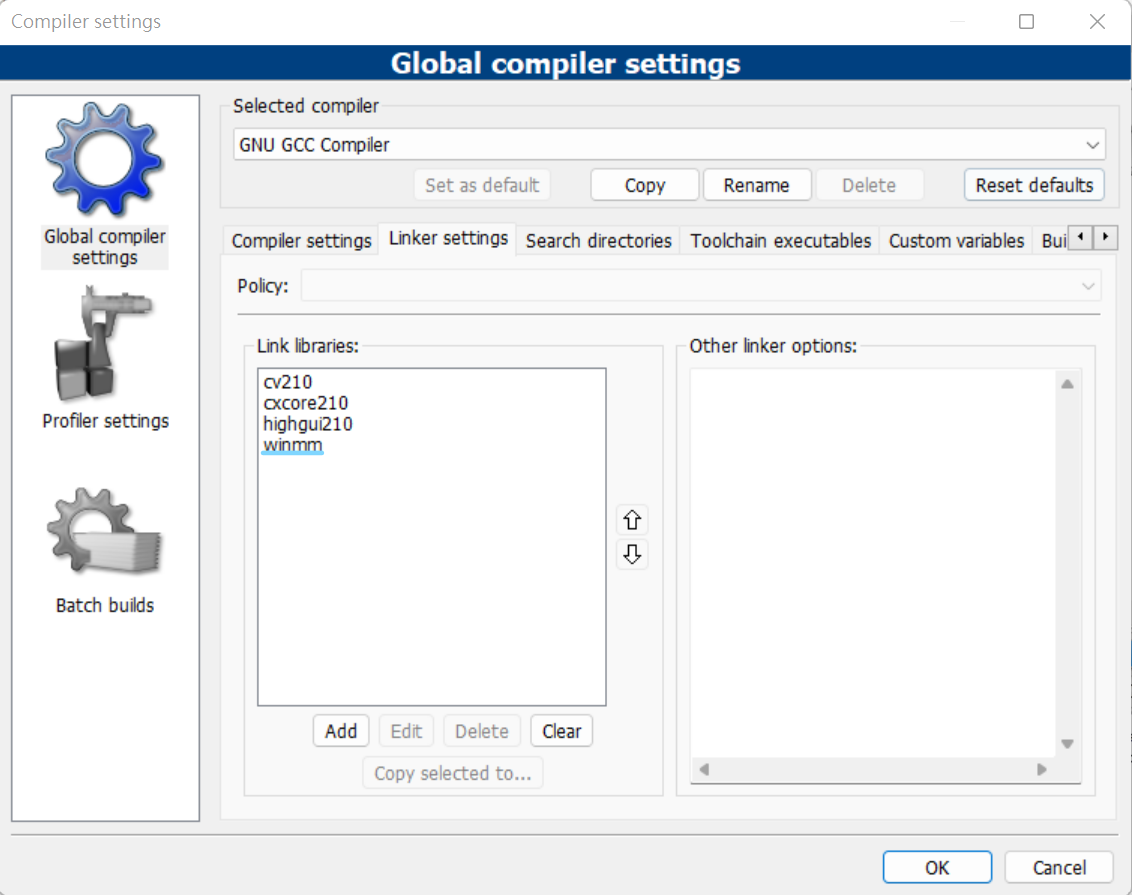 Compiler settings
Global compiler settings
Global compiler
settings
Profiler settings
Batch builds
Selected compiler
GNU GCC Compiler
Set as default Copy Rename Delete Reset defaults
Compiler settings Linker settings Search directories Toolchain executables Custom variables Bui
Policy:
Link libraries:
cv210
cxcore210
highgui210
winmm
Add Edit Delete Clear
Copy selected to...
Other linker options:
OK Cancel